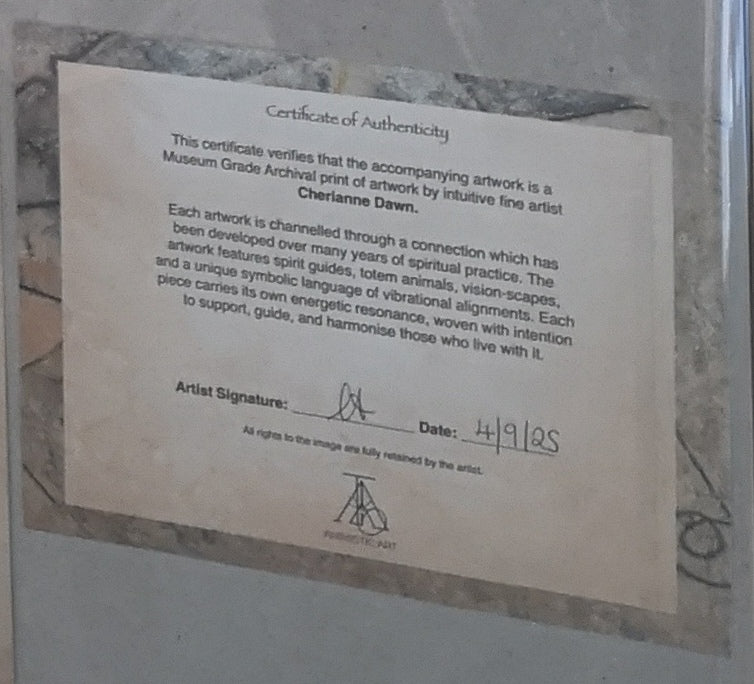 Certificate of Authenticity
This certificate verifies that the accompanying artwork is a
Museum Grade Archival print of artwork by intuitive fine artist
Cherianne Dawn.
Each artwork is channelled through a connection which has
been developed over many years of spiritual practice. The
artwork features spirit guides, totem animals, vision-scapes,
and a unique symbolic language of vibrational alignments. Each
piece carries its own energetic resonance, woven with intention
to support, guide, and harmonise those who live with it.
Artist Signature: Date: 4/9/25
All rights to the image are fully retained by the artist.